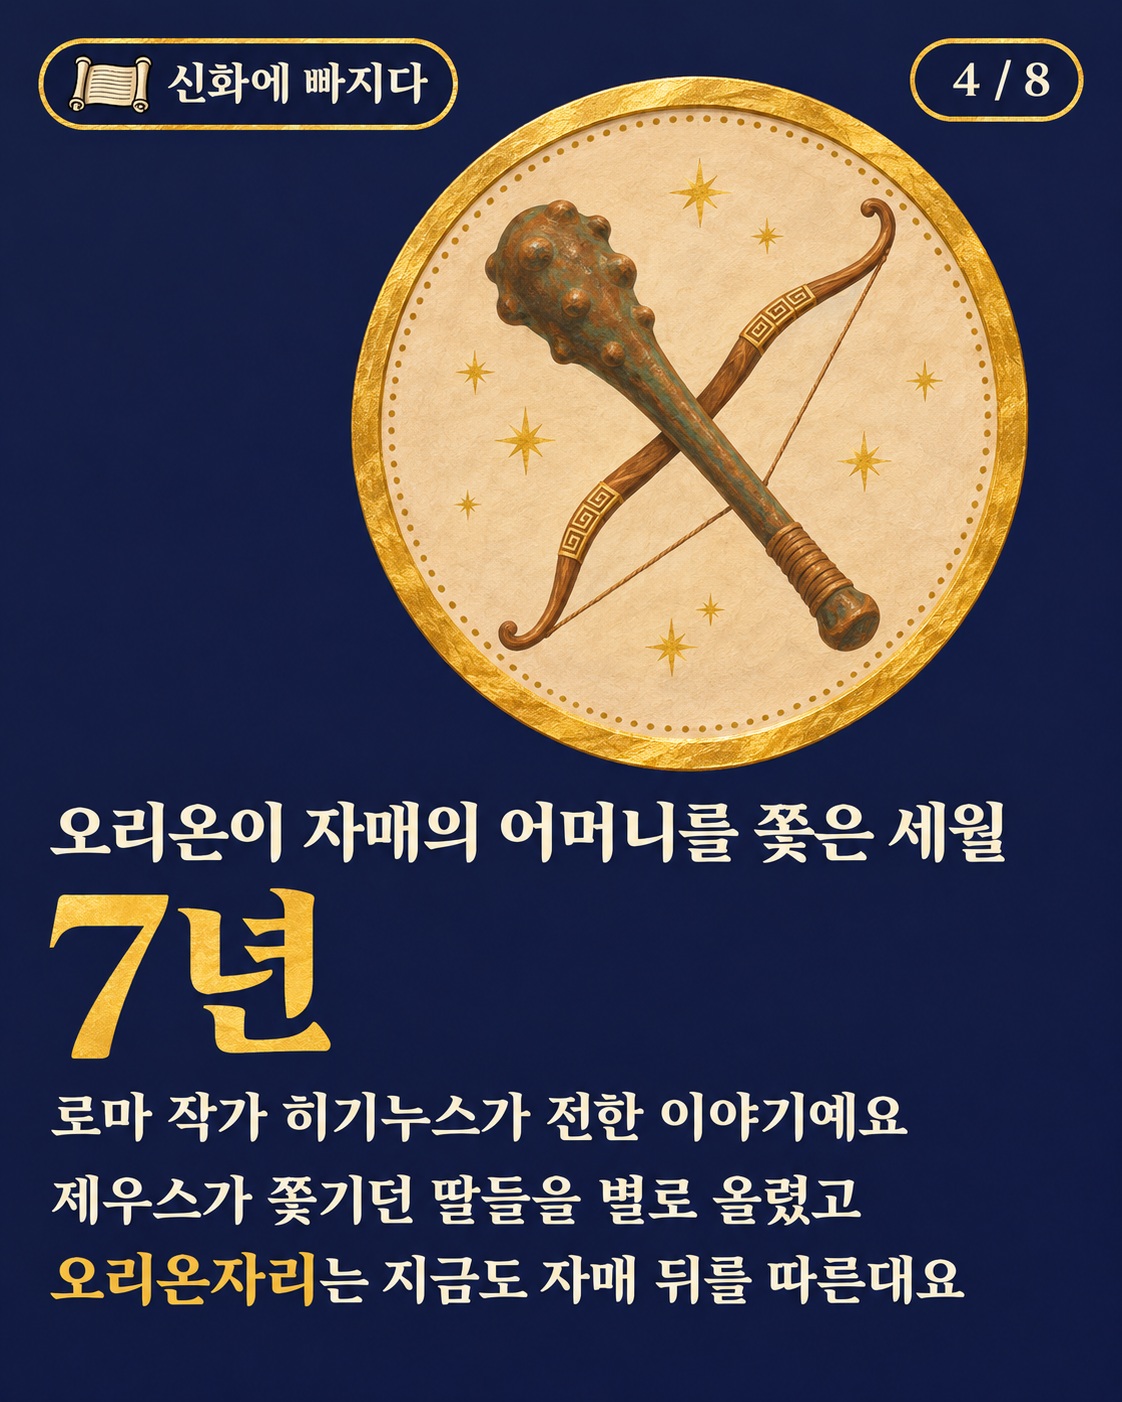 신화에 빠지다
4 / 8
오리온이 자매의 어머니를 쫓은 세월
7년
로마 작가 히기누스가 전한 이야기예요
제우스가 쫓기던 딸들을 별로 올렸고
오리온자리는 지금도 자매 뒤를 따른대요